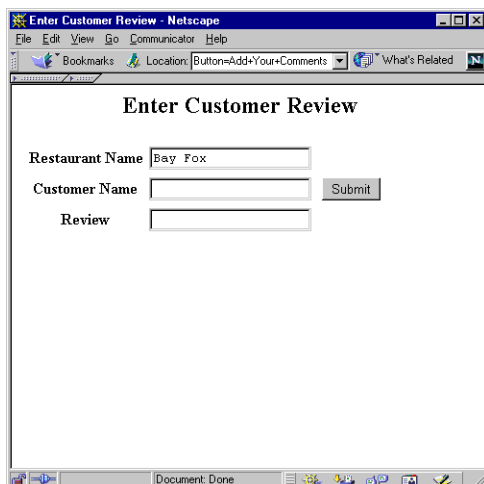 Enter Customer Review - Netscape
File Edit View Go Communicator Help
Bookmarks Location: Button=Add+Your+Comments What's Related N
Enter Customer Review
Restaurant Name Bay Fox
Customer Name Submit
Review
Document: Done